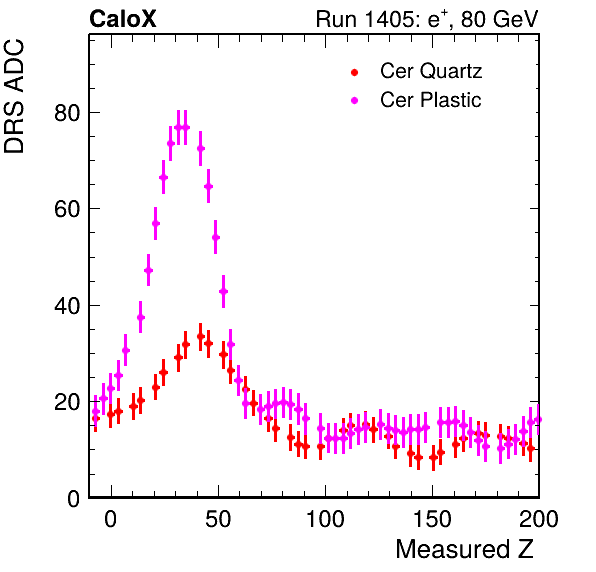 CaloX
Run 1405: e+, 80 GeV
DRS ADC
Cer Quartz
Cer Plastic
80
60
40
20
0
0 50 100 150 200
Measured Z